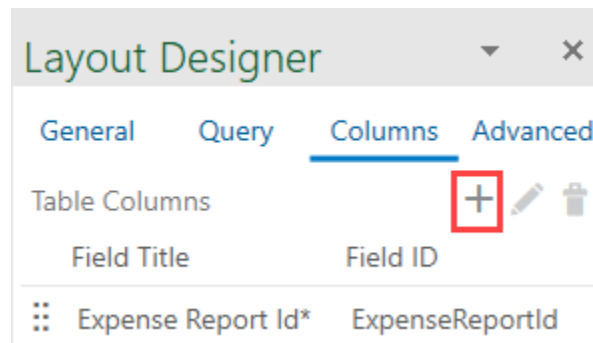 Layout Designer
General Query Columns Advanced
Table Columns
Field Title Field ID
Expense Report Id* ExpenseReportId